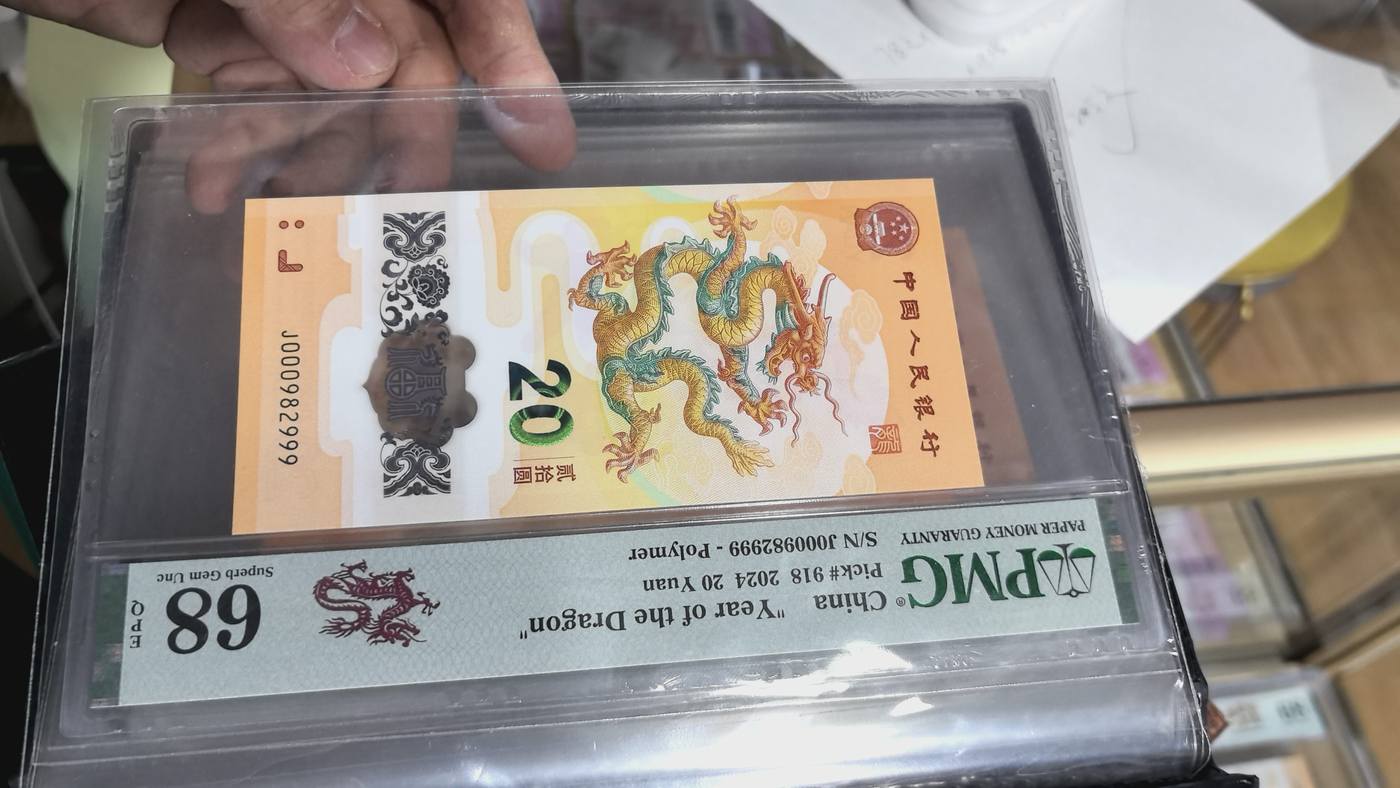 中国人民银行
20
贰拾圆
J000982999
PMG
PAPER MONEY GUARANTY
China "Year of the Dragon"
Pick# 918 2024 20 Yuan
S/N J000982999 - Polymer
68
Superb Gem Unc
EPQ